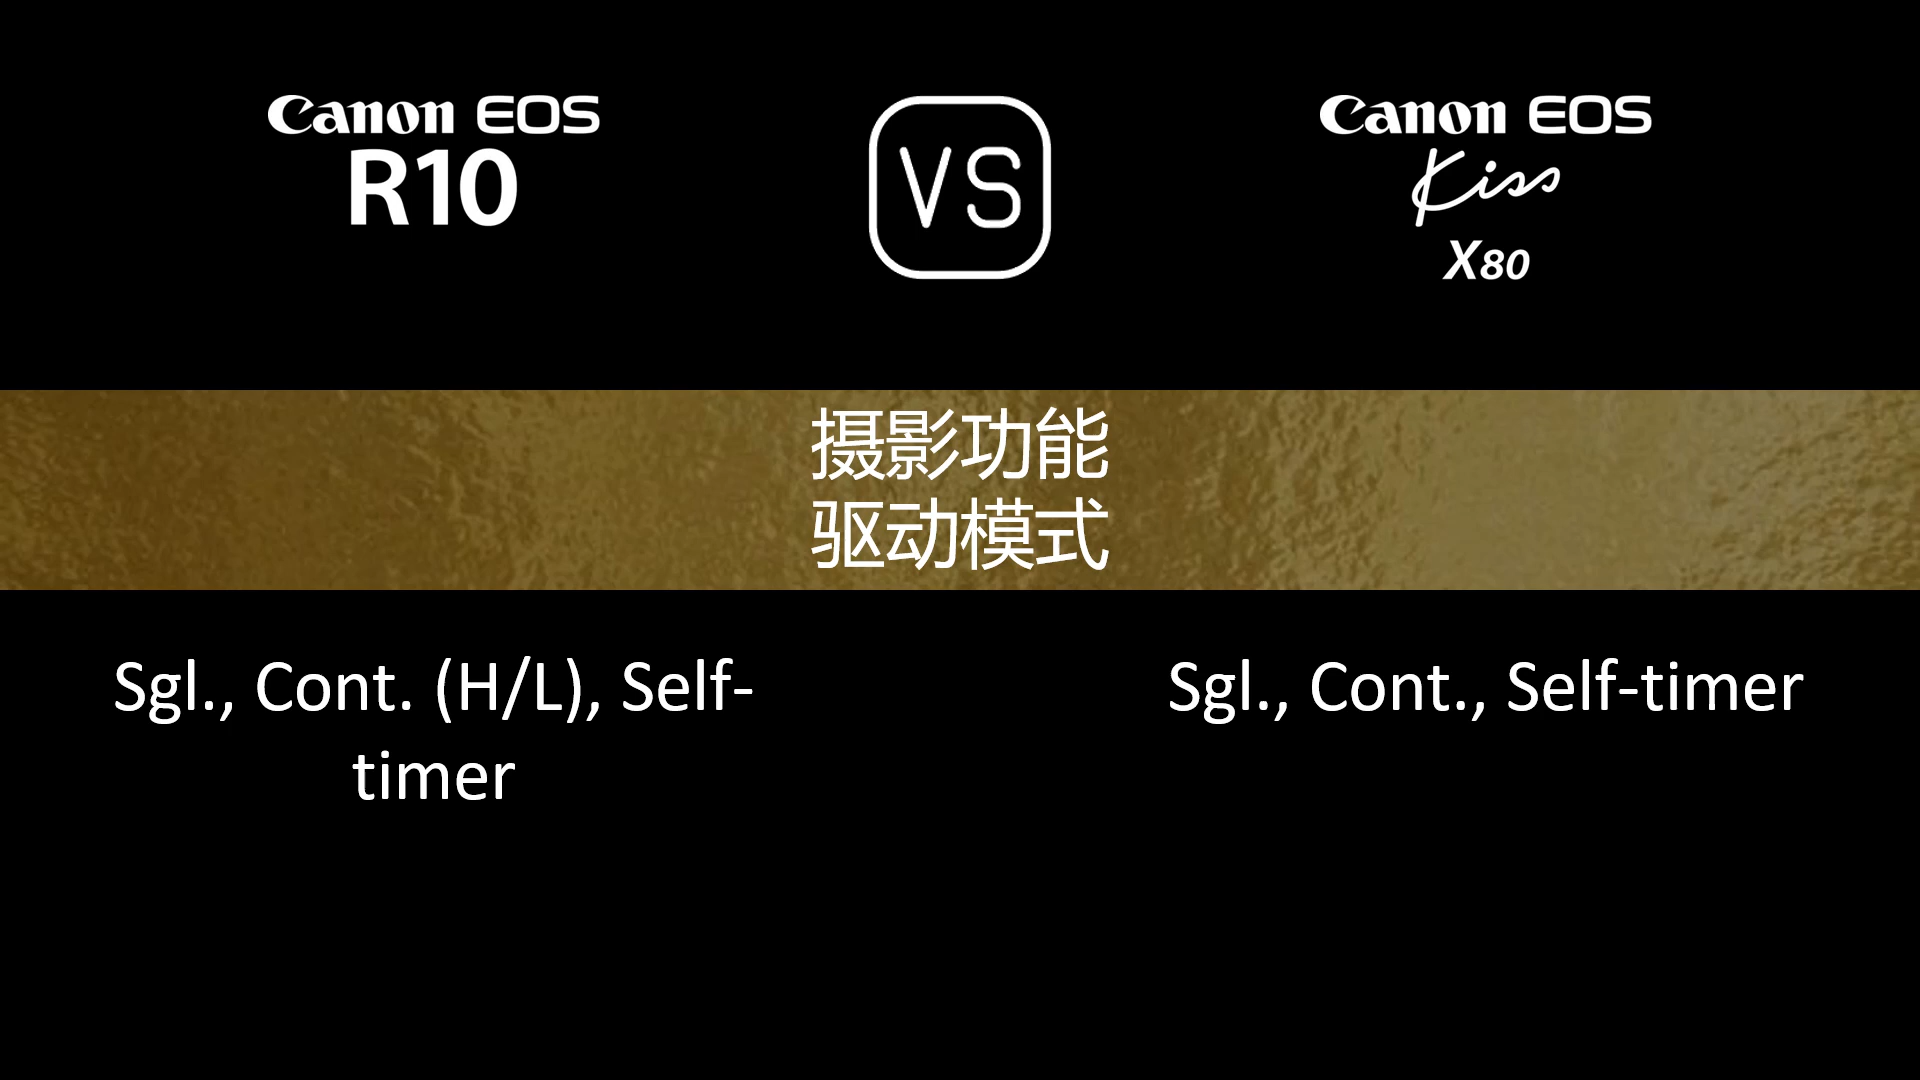 Canon EOS
R10
VS
Canon EOS
Kiss
X80
摄影功能
驱动模式
Sgl., Cont. (H/L), Self-
timer
Sgl., Cont., Self-timer